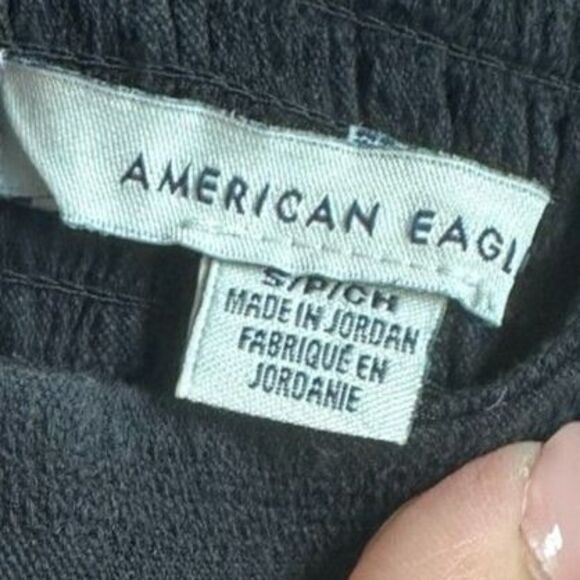 AMERICAN EAGL
S/P/CH
MADE IN JORDAN
FABRIQUÉ EN
JORDANIE